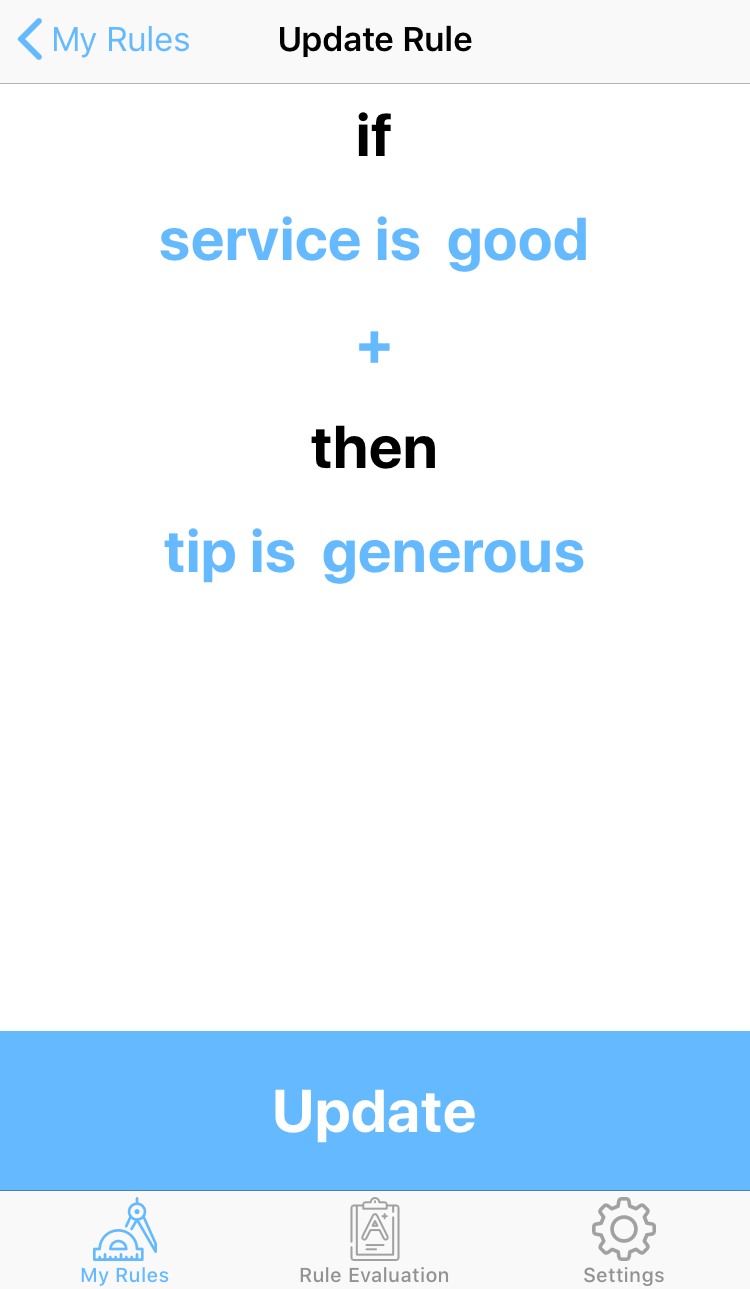 My Rules Update Rule
if
service is good
+
then
tip is generous
Update
My Rules Rule Evaluation Settings